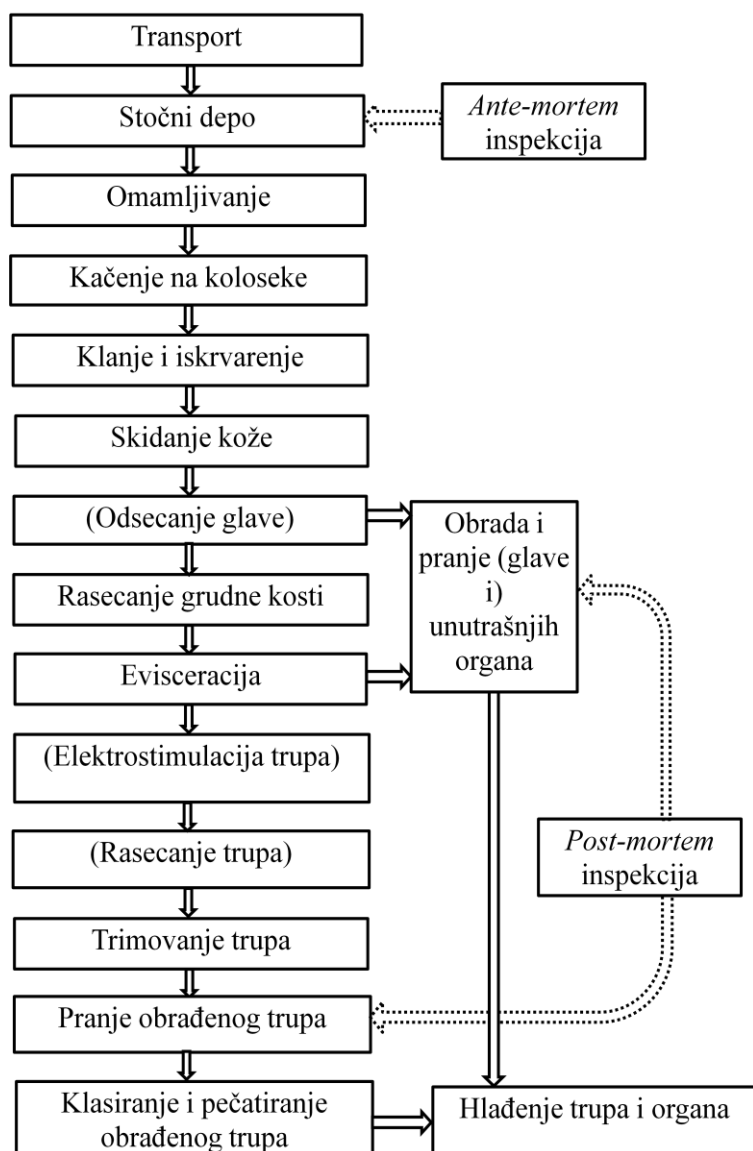 Transport
Stočni depo
Ante-mortem
inspekcija
Omamljivanje
Kačenje na koloseke
Klanje i iskrvarenje
Skidanje kože
(Odsecanje glave)
Obrada i
pranje (glave
i)
unutrašnjih
organa
Rasecanje grudne kosti
Evisceracija
(Elektrostimulacija trupa)
(Rasecanje trupa)
Post-mortem
inspekcija
Trimovanje trupa
Pranje obrađenog trupa
Klasiranje i pečatiranje
obrađenog trupa
Hlađenje trupa i organa